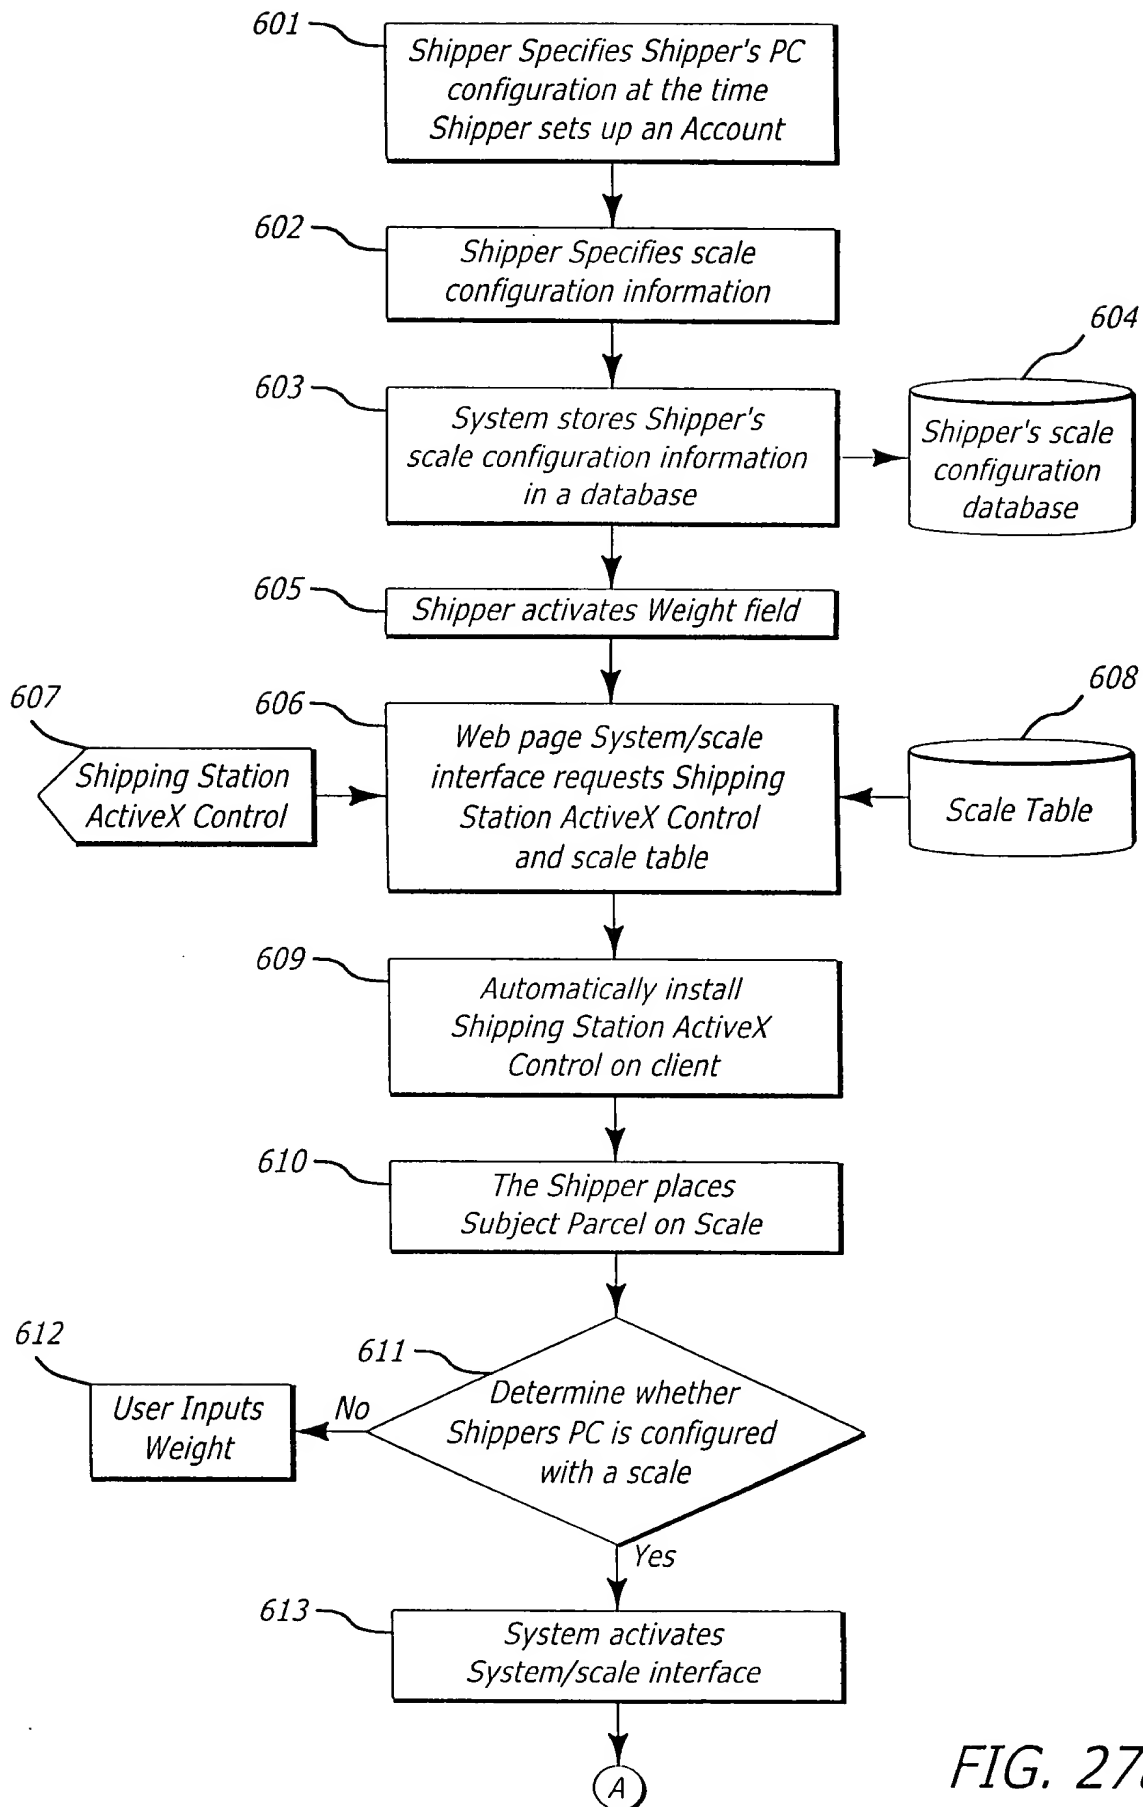 601
Shipper Specifies Shipper's PC
configuration at the time
Shipper sets up an Account
602
Shipper Specifies scale
configuration information
603
System stores Shipper's
scale configuration information
in a database
604
Shipper's scale
configuration
database
605
Shipper activates Weight field
607
Shipping Station
ActiveX Control
606
Web page System/scale
interface requests Shipping
Station ActiveX Control
and scale table
608
Scale Table
609
Automatically install
Shipping Station ActiveX
Control on client
610
The Shipper places
Subject Parcel on Scale
611
Determine whether
Shippers PC is configured
with a scale
No
612
User Inputs
Weight
Yes
613
System activates
System/scale interface
A
FIG.